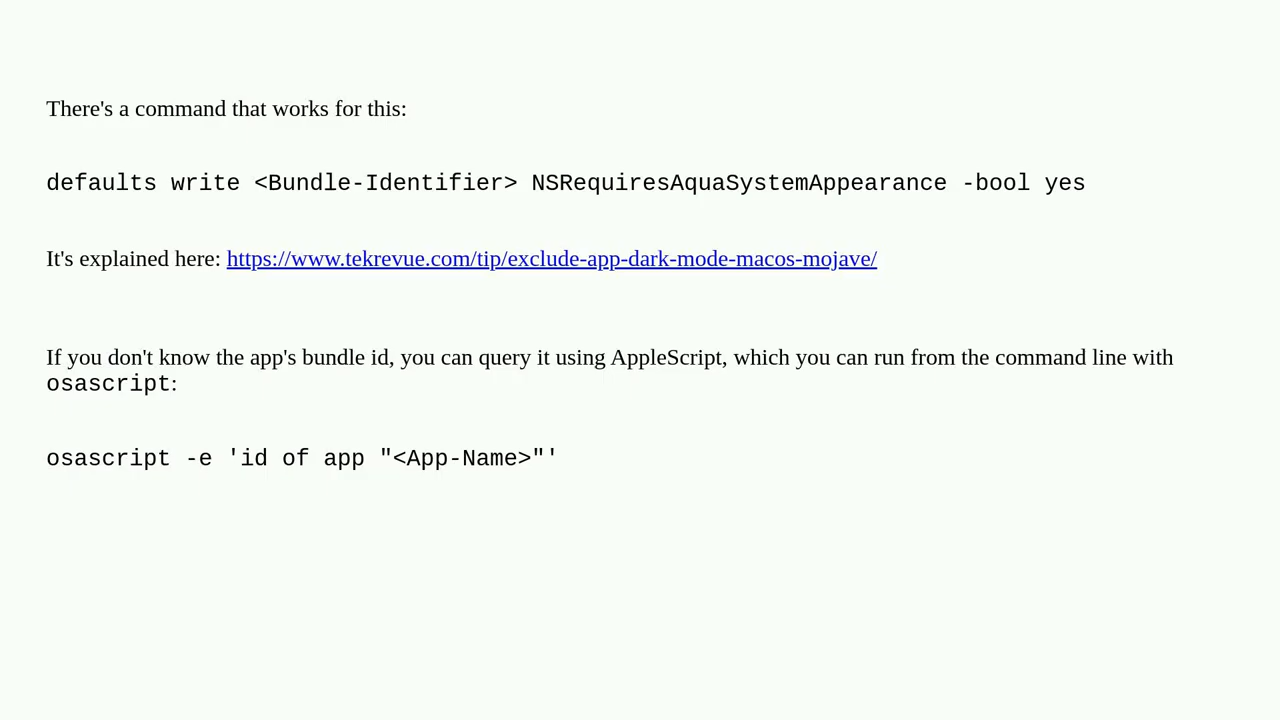 There's a command that works for this:
defaults write <Bundle-Identifier> NSRequiresAquaSystemAppearance -bool yes
It's explained here: https://www.tekrevue.com/tip/exclude-app-dark-mode-macos-mojave/
If you don't know the app's bundle id, you can query it using AppleScript, which you can run from the command line with
osascript:
osascript -e 'id of app "<App-Name>"'